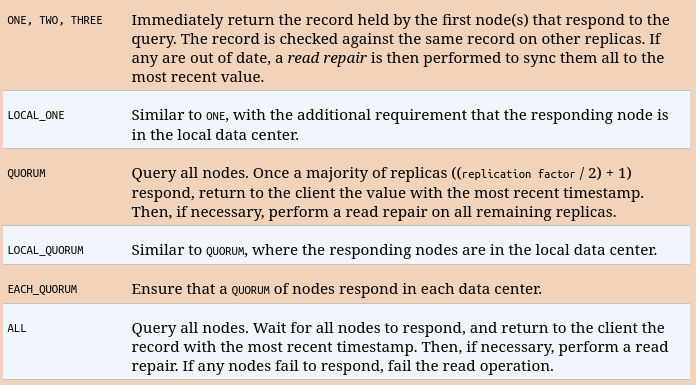 ONE, TWO, THREE Immediately return the record held by the first node(s) that respond to the
query. The record is checked against the same record on other replicas. If
any are out of date, a read repair is then performed to sync them all to the
most recent value.
LOCAL_ONE Similar to ONE, with the additional requirement that the responding node is
in the local data center.
QUORUM Query all nodes. Once a majority of replicas ((replication factor / 2) + 1)
respond, return to the client the value with the most recent timestamp.
Then, if necessary, perform a read repair on all remaining replicas.
LOCAL_QUORUM Similar to QUORUM, where the responding nodes are in the local data center.
EACH_QUORUM Ensure that a QUORUM of nodes respond in each data center.
ALL Query all nodes. Wait for all nodes to respond, and return to the client the
record with the most recent timestamp. Then, if necessary, perform a read
repair. If any nodes fail to respond, fail the read operation.